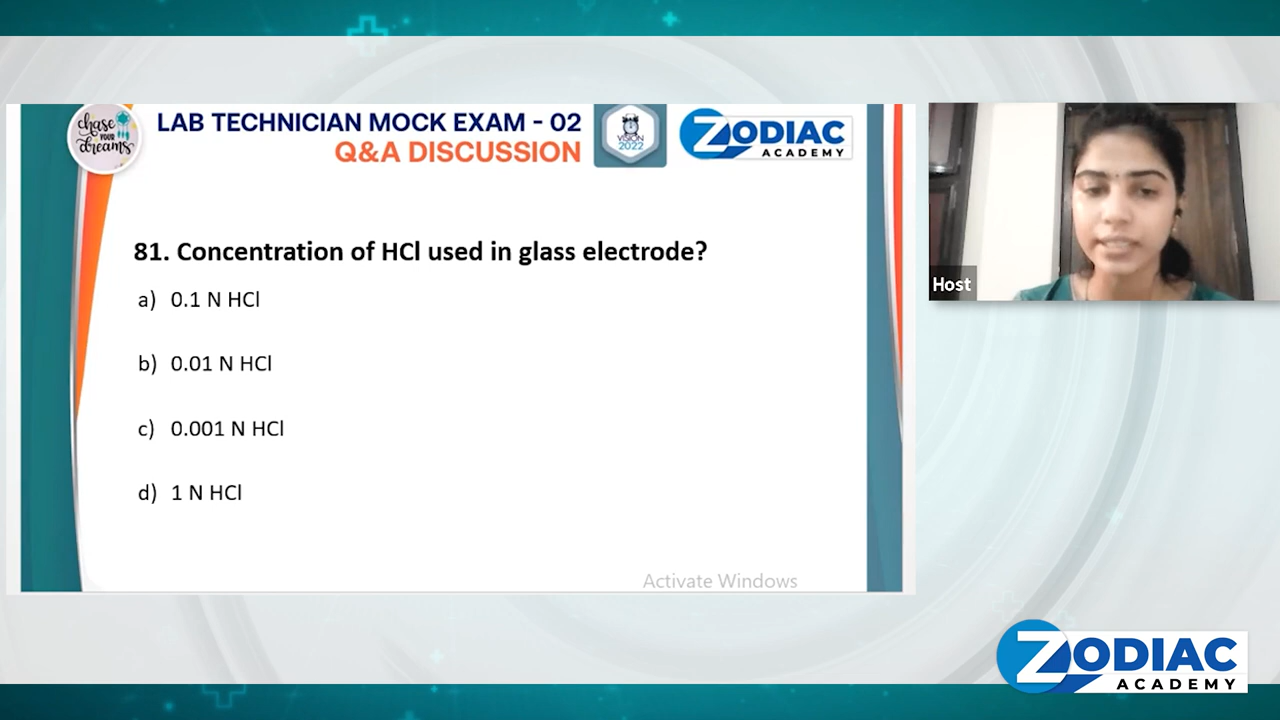 chase
YOUR
dreams
LAB TECHNICIAN MOCK EXAM - 02
Q&A DISCUSSION
VISION
2022
ZODIAC
ACADEMY
81. Concentration of HCl used in glass electrode?
a) 0.1 N HCl
b) 0.01 N HCl
c) 0.001 N HCl
d) 1 N HCl
Activate Windows
Host
ZODIAC
ACADEMY